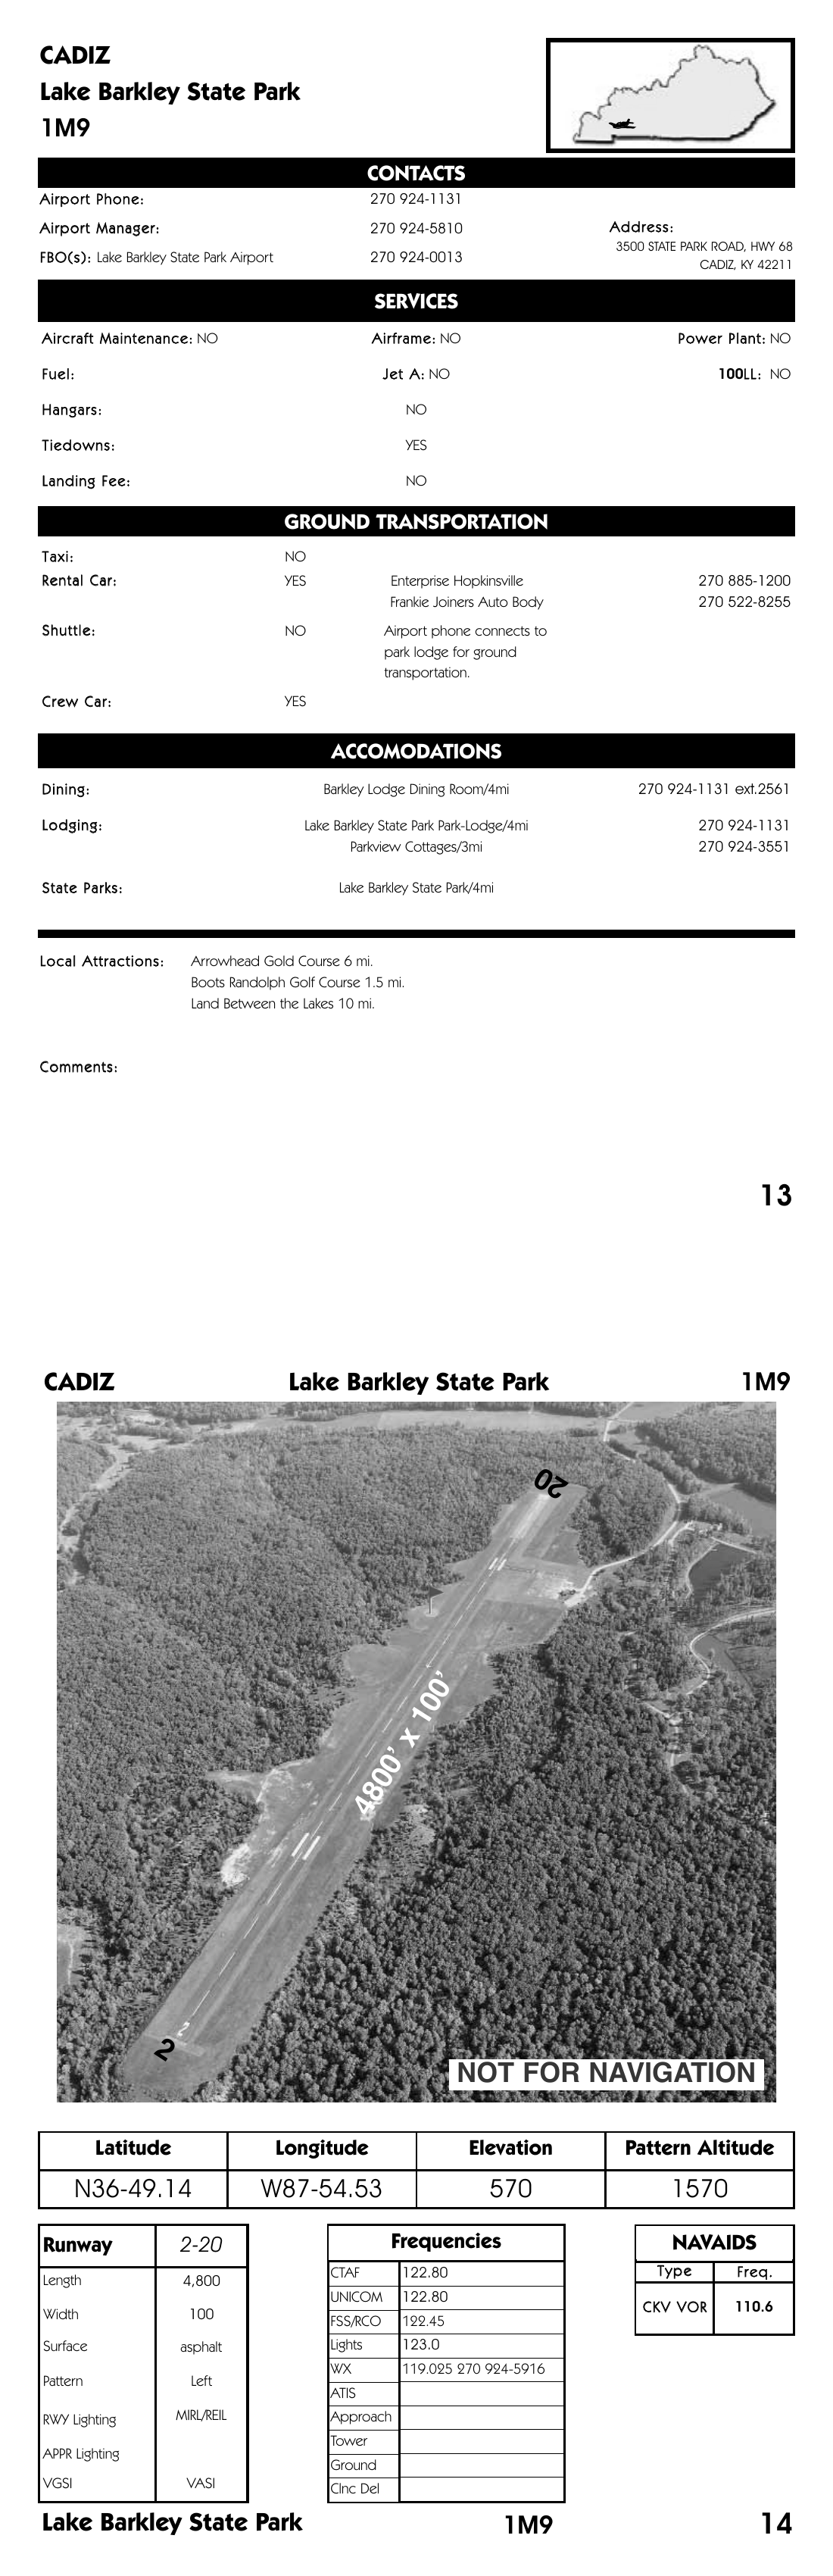 CADIZ
Lake Barkley State Park
1M9
CONTACTS
Airport Phone: 270 924-1131
Airport Manager: 270 924-5810 Address:
FBO(s): Lake Barkley State Park Airport 270 924-0013 3500 STATE PARK ROAD, HWY 68
CADIZ, KY 42211
SERVICES
Aircraft Maintenance: NO Airframe: NO Power Plant: NO
Fuel: Jet A: NO 100LL: NO
Hangars: NO
Tiedowns: YES
Landing Fee: NO
GROUND TRANSPORTATION
Taxi: NO
Rental Car: YES Enterprise Hopkinsville 270 885-1200
Frankie Joiners Auto Body 270 522-8255
Shuttle: NO Airport phone connects to
park lodge for ground
transportation.
Crew Car: YES
ACCOMODATIONS
Dining: Barkley Lodge Dining Room/4mi 270 924-1131 ext.2561
Lodging: Lake Barkley State Park Park-Lodge/4mi 270 924-1131
Parkview Cottages/3mi 270 924-3551
State Parks: Lake Barkley State Park/4mi
Local Attractions: Arrowhead Gold Course 6 mi.
Boots Randolph Golf Course 1.5 mi.
Land Between the Lakes 10 mi.
Comments:
13
CADIZ Lake Barkley State Park 1M9
20
4800' x 100'
2
NOT FOR NAVIGATION
Latitude Longitude Elevation Pattern Altitude
N36-49.14 W87-54.53 570 1570
Runway 2-20
Length 4,800
Width 100
Surface asphalt
Pattern Left
RWY Lighting MIRL/REIL
APPR Lighting
VGSI VASI
Frequencies
CTAF 122.80
UNICOM 122.80
FSS/RCO 122.45
Lights 123.0
WX 119.025 270 924-5916
ATIS
Approach
Tower
Ground
Clnc Del
NAVAIDS
Type Freq.
CKV VOR 110.6
Lake Barkley State Park 1M9 14